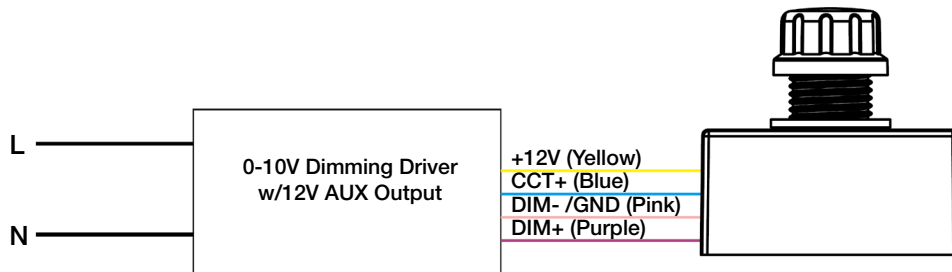 L
0-10V Dimming Driver
w/12V AUX Output
N
+12V (Yellow)
CCT+ (Blue)
DIM- /GND (Pink)
DIM+ (Purple)